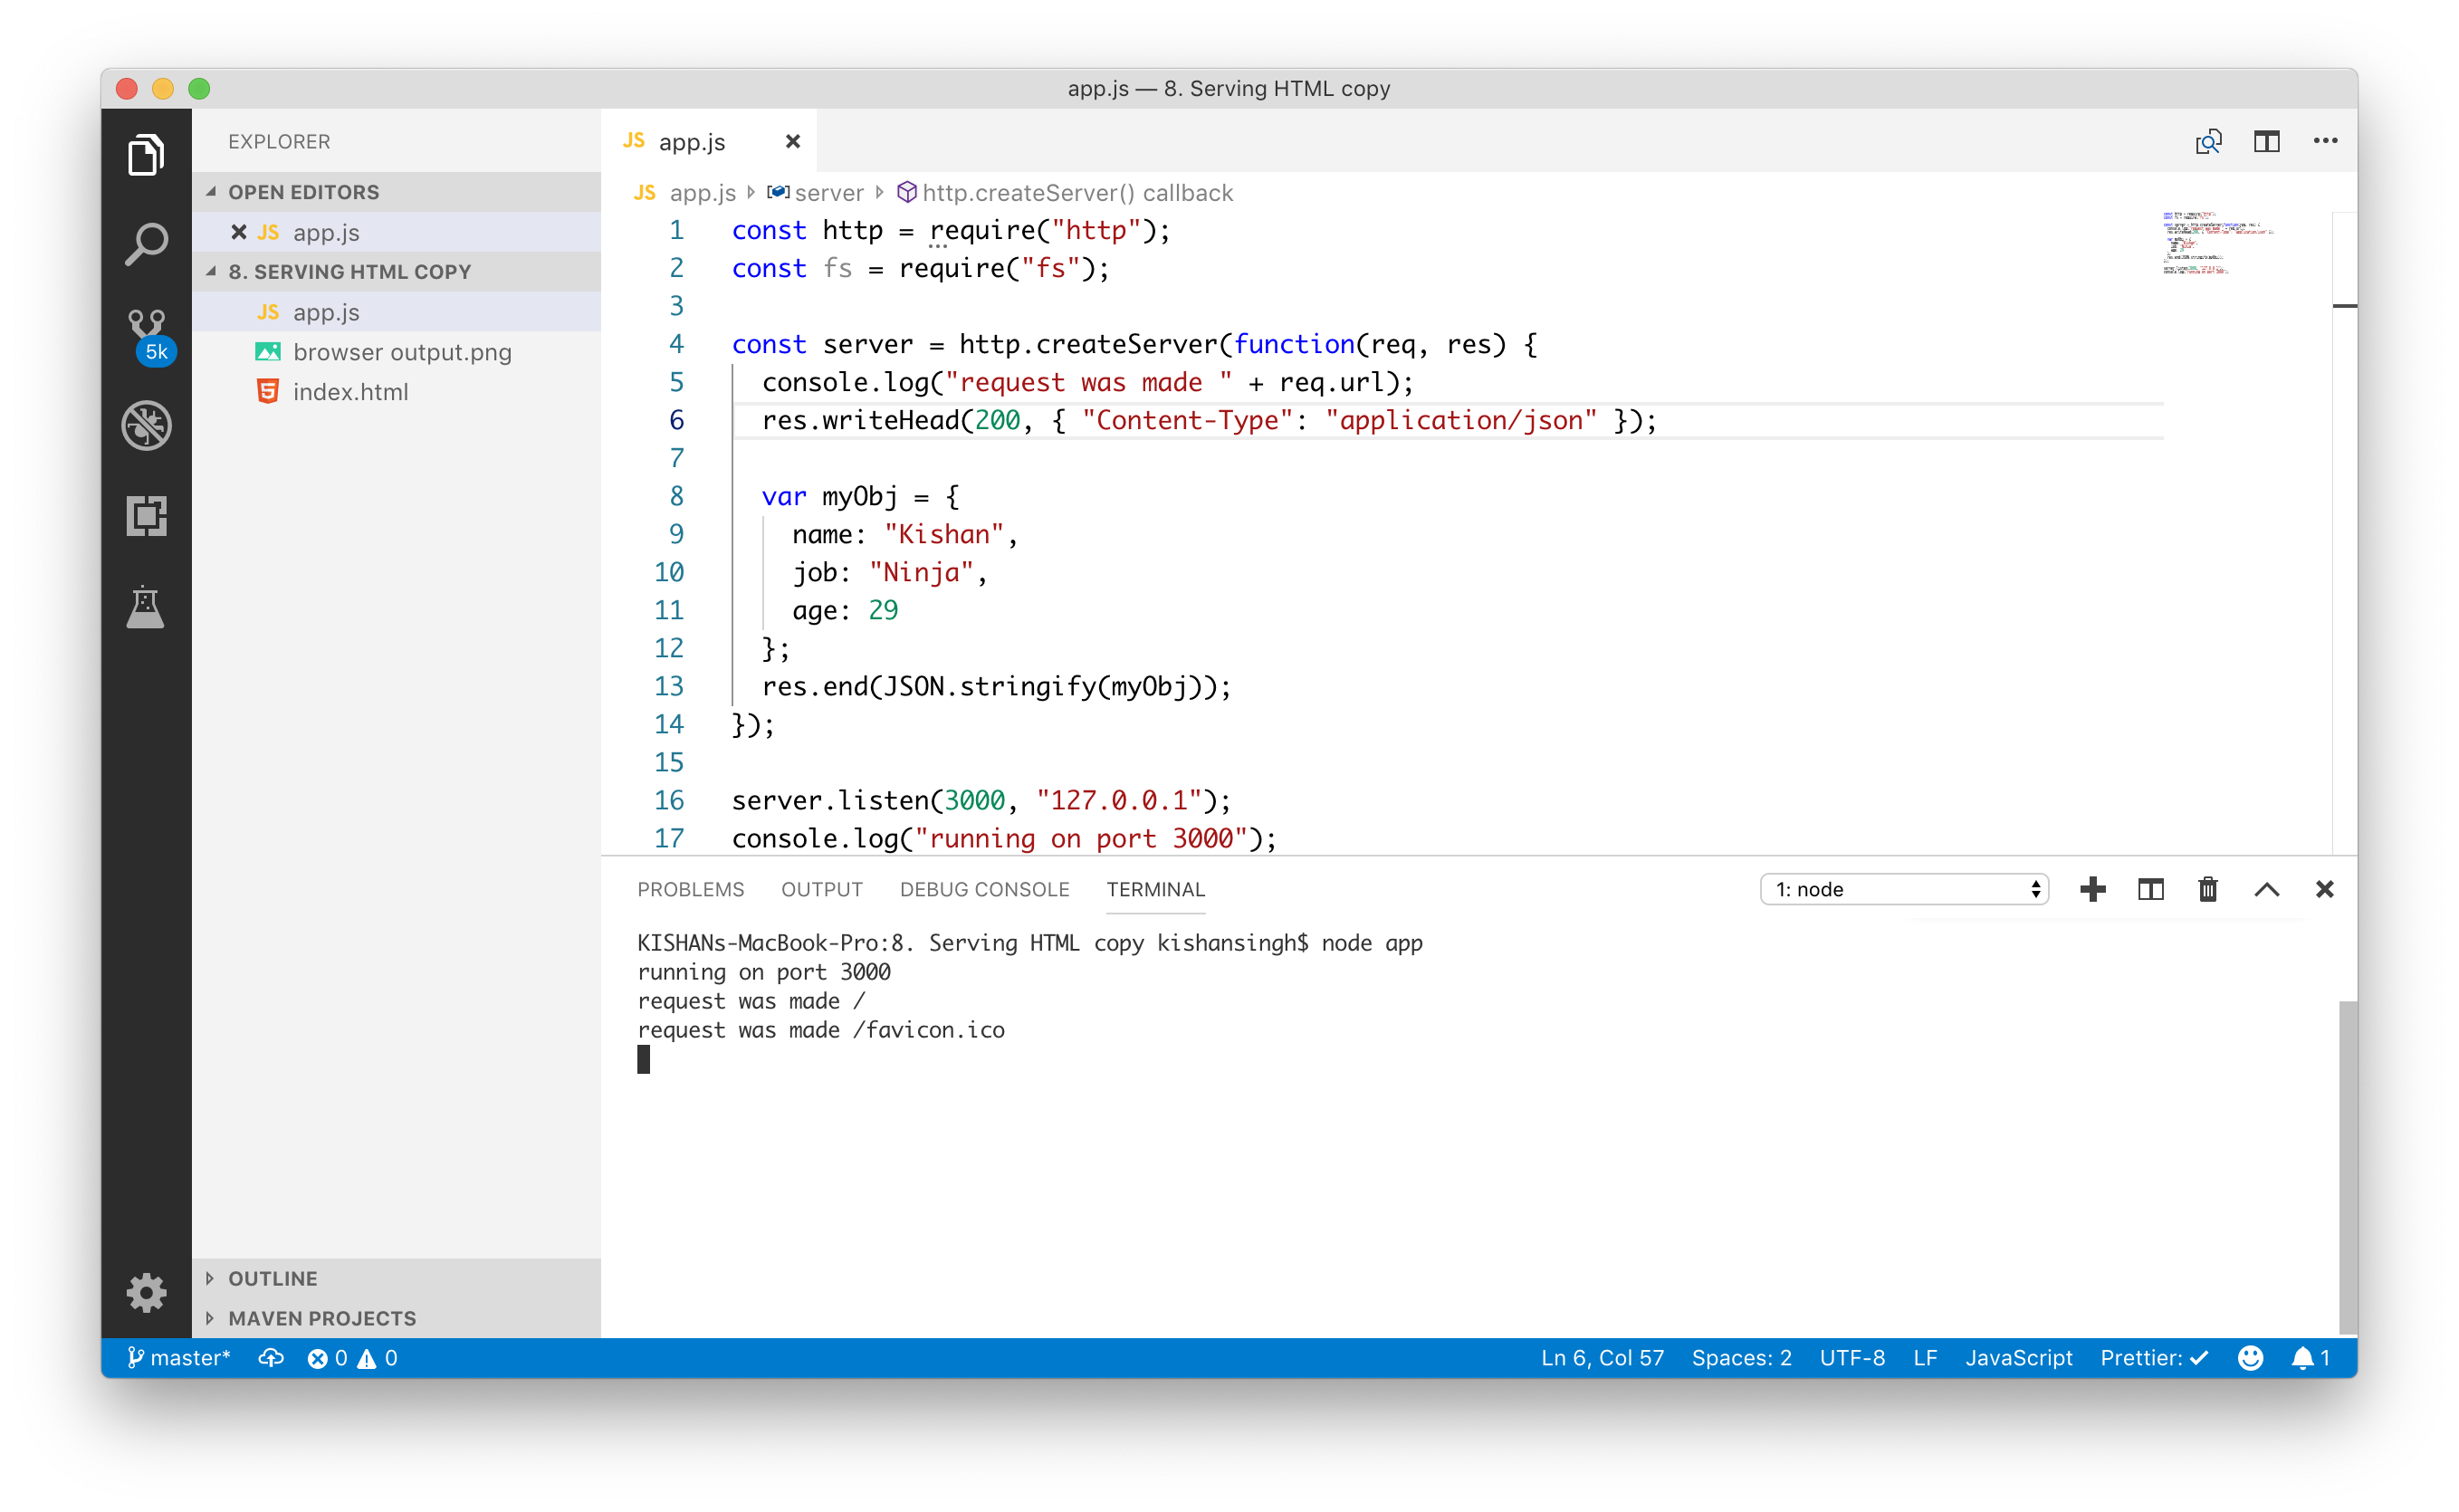 app.js — 8. Serving HTML copy
EXPLORER
OPEN EDITORS
JS app.js
8. SERVING HTML COPY
JS app.js
browser output.png
5 index.html
5k
OUTLINE
MAVEN PROJECTS
JS app.js
JS app.js server http.createServer() callback
1 const http = require("http");
2 const fs = require("fs");
3
4 const server = http.createServer(function(req, res) {
5 console.log("request was made " + req.url);
6 res.writeHead(200, { "Content-Type": "application/json" });
7
8 var myObj = {
9 name: "Kishan",
10 job: "Ninja",
11 age: 29
12 };
13 res.end(JSON.stringify(myObj));
14 });
15
16 server.listen(3000, "127.0.0.1");
17 console.log("running on port 3000");
PROBLEMS OUTPUT DEBUG CONSOLE TERMINAL 1: node
KISHANs-MacBook-Pro:8. Serving HTML copy kishansingh$ node app
running on port 3000
request was made /
request was made /favicon.ico
master* 0 0 Ln 6, Col 57 Spaces: 2 UTF-8 LF JavaScript Prettier: ✓ 1